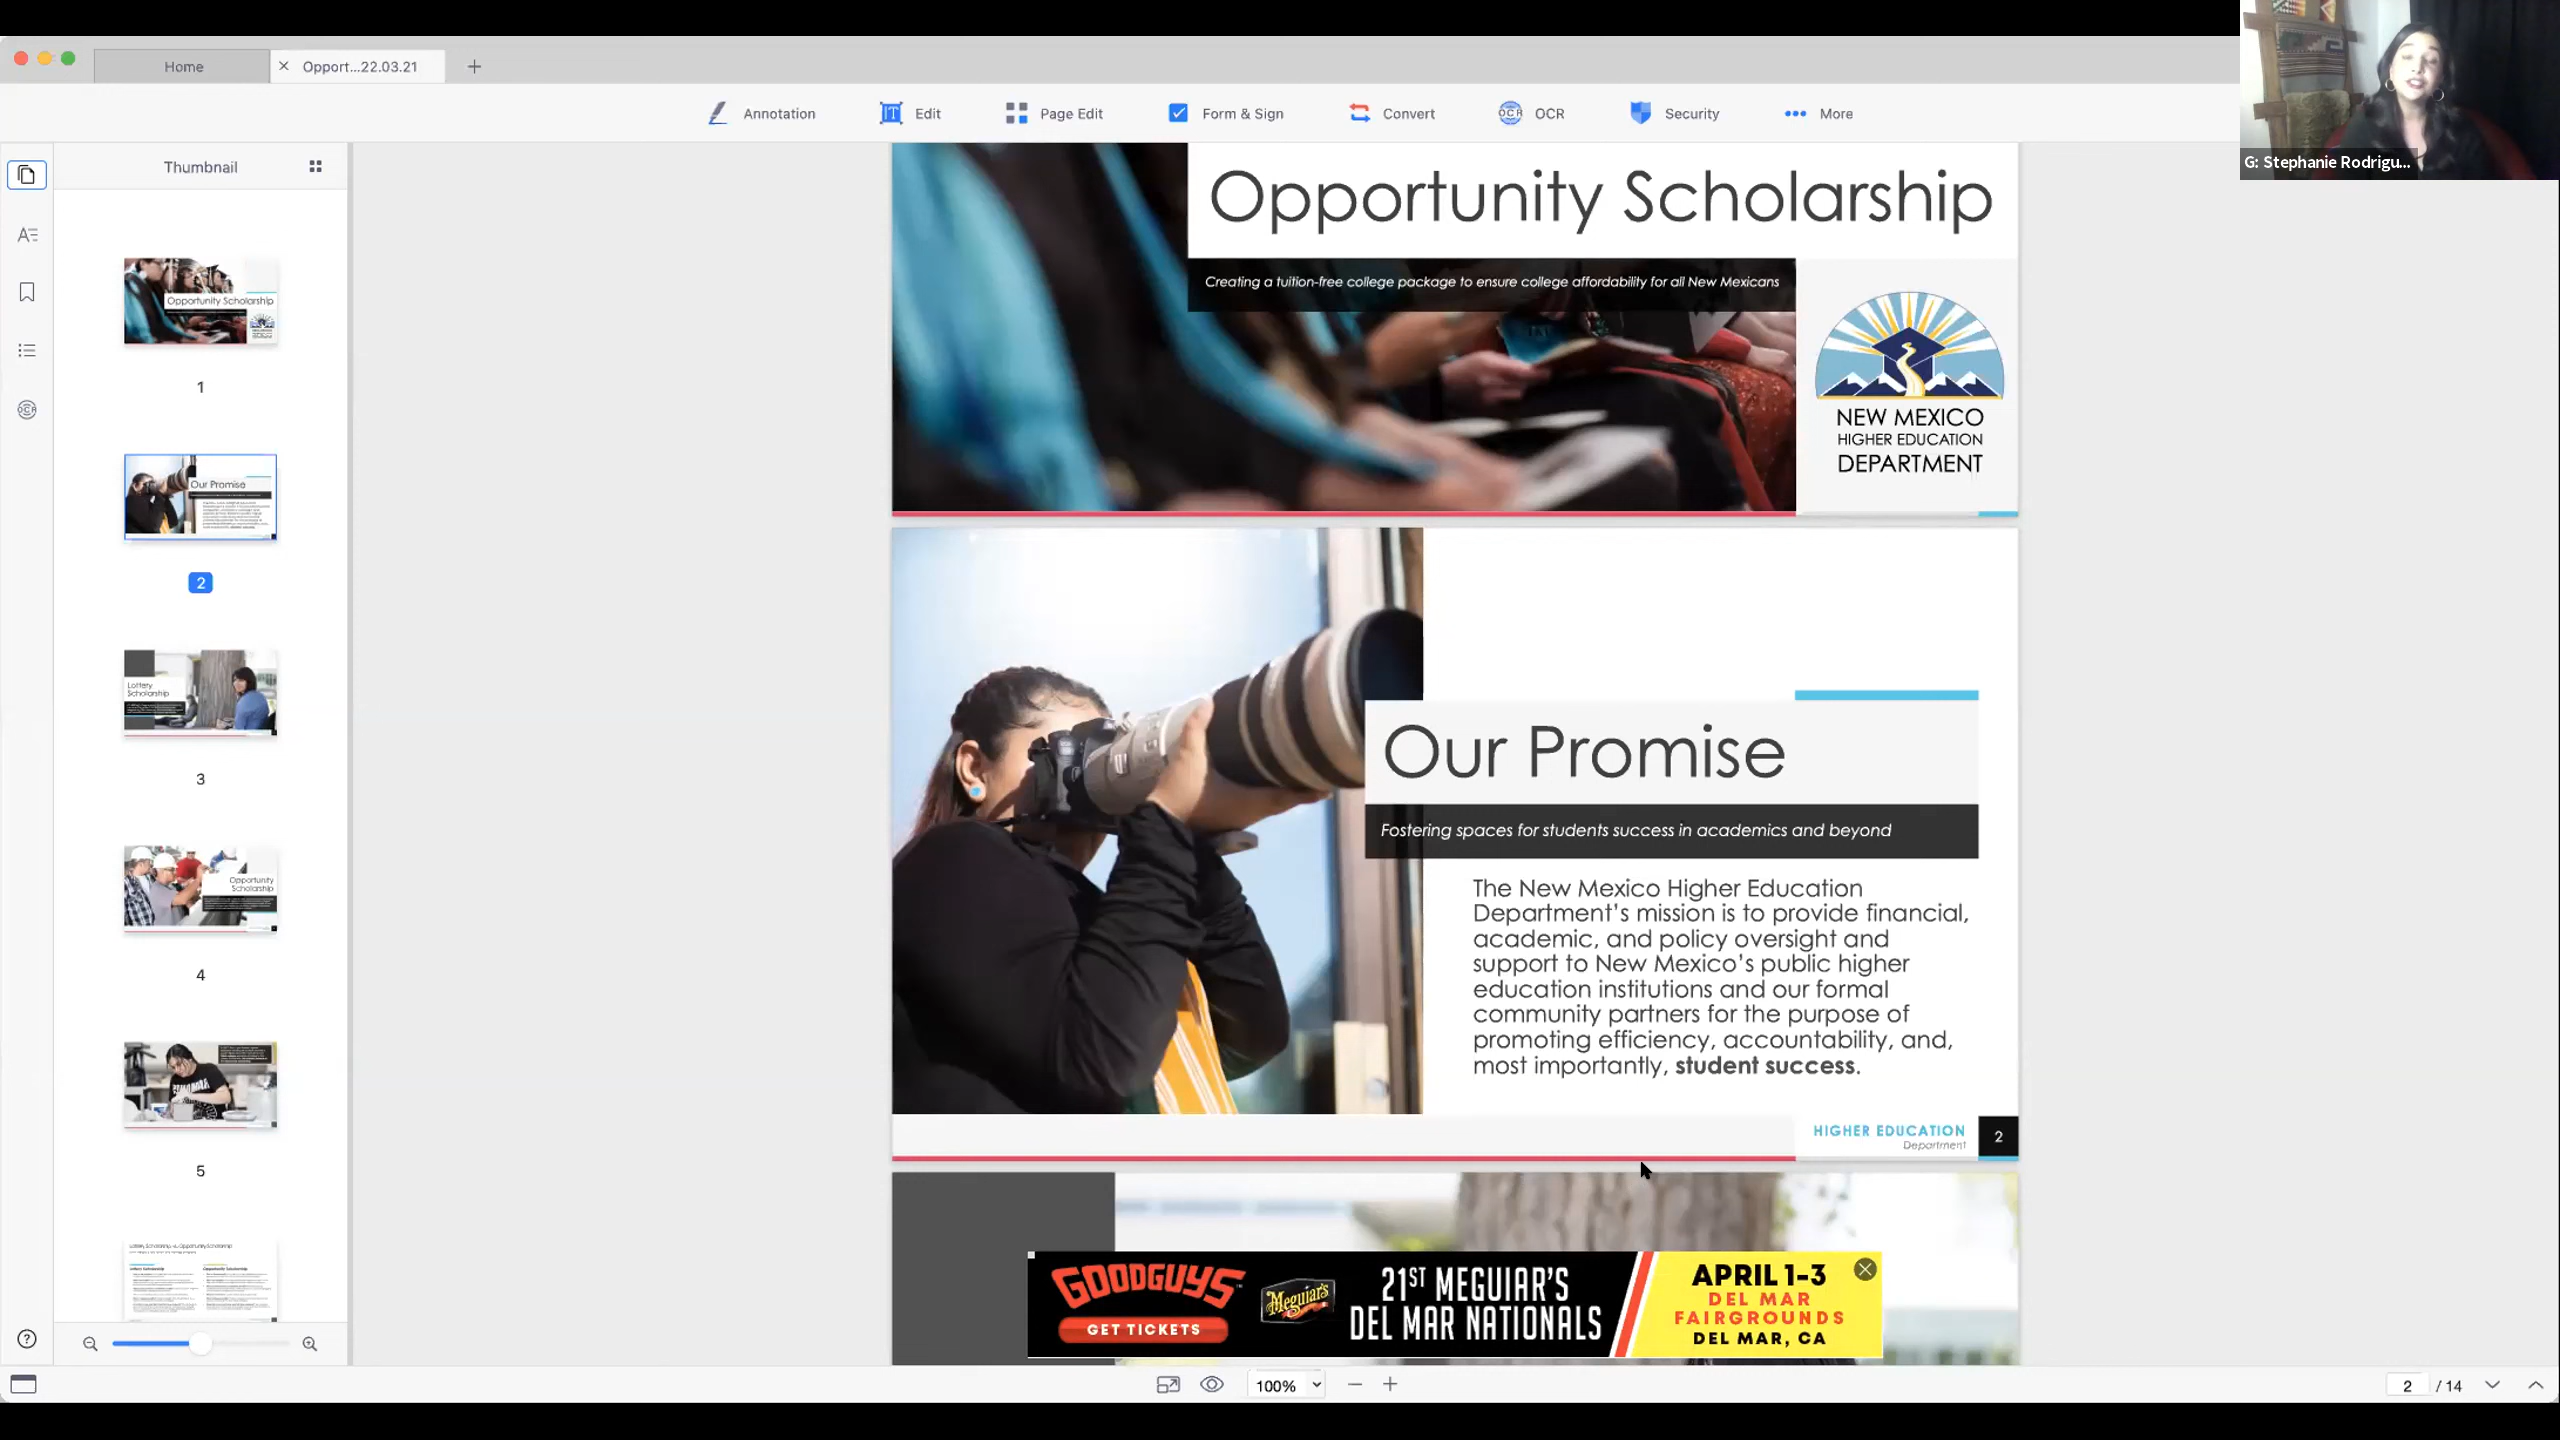 Home
Opport...22.03.21
G: Stephanie Rodrigu...
Annotation
Edit
Page Edit
Form & Sign
Convert
OCR
Security
More
Thumbnail
Opportunity Scholarship
1
Our Promise
2
Lottery
Scholarship
3
Opportunity
Scholarship
4
5
Opportunity Scholarship
Creating a tuition-free college package to ensure college affordability for all New Mexicans
NEW MEXICO
HIGHER EDUCATION
DEPARTMENT
Our Promise
Fostering spaces for students success in academics and beyond
The New Mexico Higher Education
Department's mission is to provide financial,
academic, and policy oversight and
support to New Mexico's public higher
education institutions and our formal
community partners for the purpose of
promoting efficiency, accountability, and,
most importantly, student success.
HIGHER EDUCATION
Department
2
GOODGUYS
GET TICKETS
Meguiar's
21ST MEGUIAR'S
DEL MAR NATIONALS
APRIL 1-3
DEL MAR
FAIRGROUNDS
DEL MAR, CA
100%
2 / 14